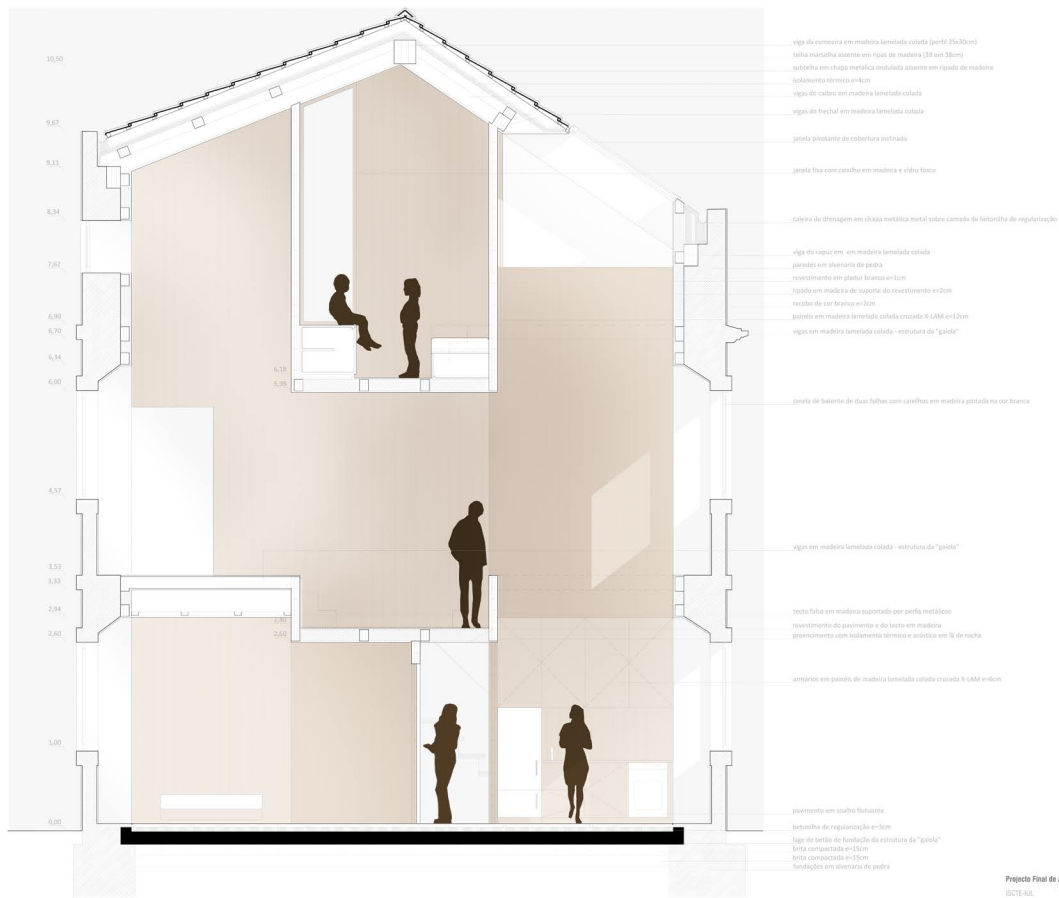 viga da cumeeira em madeira lamelada colada (perfil 35x30cm)
telha marselha assente em ripas de madeira (38 em 38cm)
subtelha em chapa metálica ondulada assente em ripado de madeira
isolamento térmico e=4cm
vigas do caibro em madeira lamelada colada
vigas do frechal em madeira lamelada colada
janela pivotante de cobertura inclinada
janela fixa com caixilho em madeira e vidro fosco
caleira de drenagem em chapa metálica metal sobre camada de betonilha de regularização
viga do rapuz em em madeira lamelada colada
paredes em alvenaria de pedra
revestimento em pladur branco e=1cm
ripado em madeira de suporte do revestimento e=2cm
reboco de cor branca e=2cm
painéis em madeira lamelada colada cruzada X-LAM e=12cm
vigas em madeira lamelada colada - estrutura da "gaiola"
janela de batente de duas folhas com caixilhos em madeira pintada na cor branca
vigas em madeira lamelada colada - estrutura da "gaiola"
tecto falso em madeira suportado por perfis metálicos
revestimento do pavimento e do tecto em madeira
preenchimento com isolamento térmico e acústico em lã de rocha
armários em painéis de madeira lamelada colada cruzada X-LAM e=6cm
pavimento em soalho flutuante
betonilha de regularização e=3cm
lage de betão de fundação da estrutura da "gaiola"
brita compactada e=15cm
brita compactada e=15cm
fundações em alvenaria de pedra
10,50
9,67
9,11
8,34
7,62
6,90
6,70
6,34
6,00
4,57
3,53
3,33
2,94
2,60
1,00
0,00
6,18
5,98
2,80
2,60
Projecto Final de
ISCTE-IUL